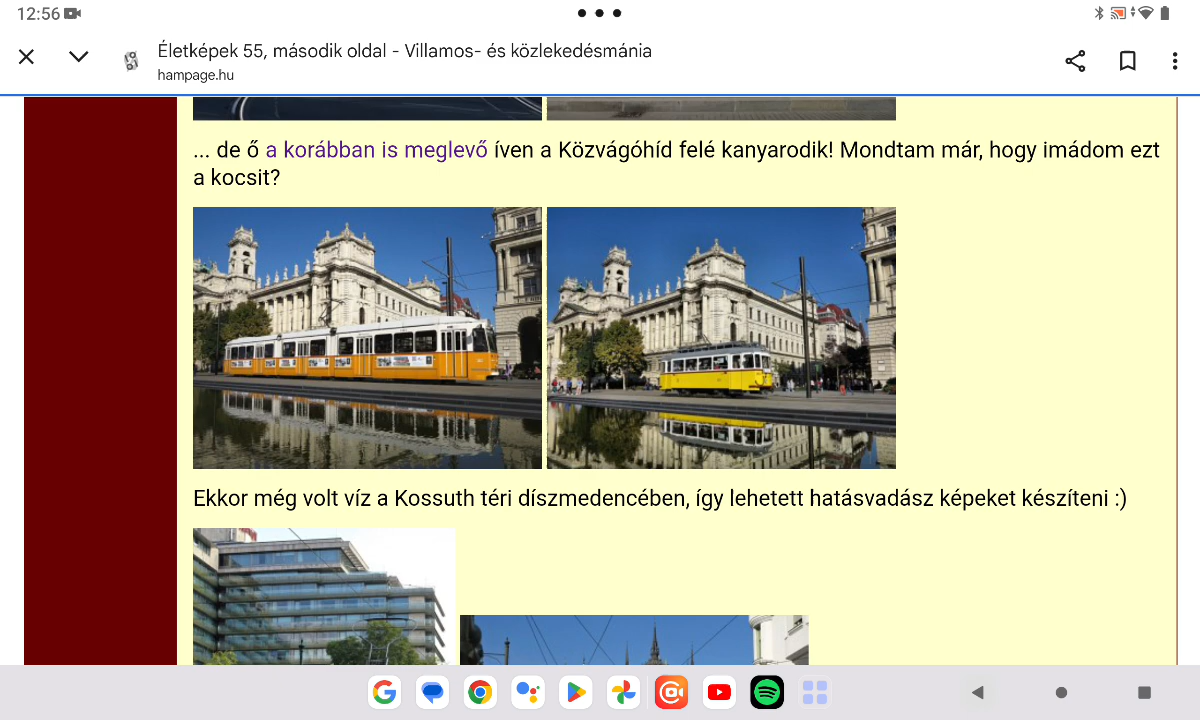 12:56
Életképek 55, második oldal - Villamos- és közlekedésmánia
hampage.hu
... de ő a korábban is meglevő íven a Közvágóhíd felé kanyarodik! Mondtam már, hogy imádom ezt
a kocsit?
Ekkor még volt víz a Kossuth téri díszmedencében, így lehetett hatásvadász képeket készíteni :)